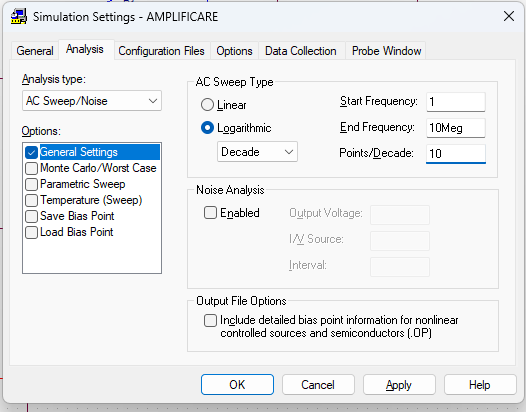 Simulation Settings - AMPLIFICARE
General Analysis Configuration Files Options Data Collection Probe Window
Analysis type:
AC Sweep/Noise
Options:
General Settings
Monte Carlo/Worst Case
Parametric Sweep
Temperature (Sweep)
Save Bias Point
Load Bias Point
AC Sweep Type
Linear
Logarithmic
Decade
Start Frequency: 1
End Frequency: 10Meg
Points/Decade: 10
Noise Analysis
Enabled
Output Voltage:
I/V Source:
Interval:
Output File Options
Include detailed bias point information for nonlinear
controlled sources and semiconductors (.OP)
OK Cancel Apply Help